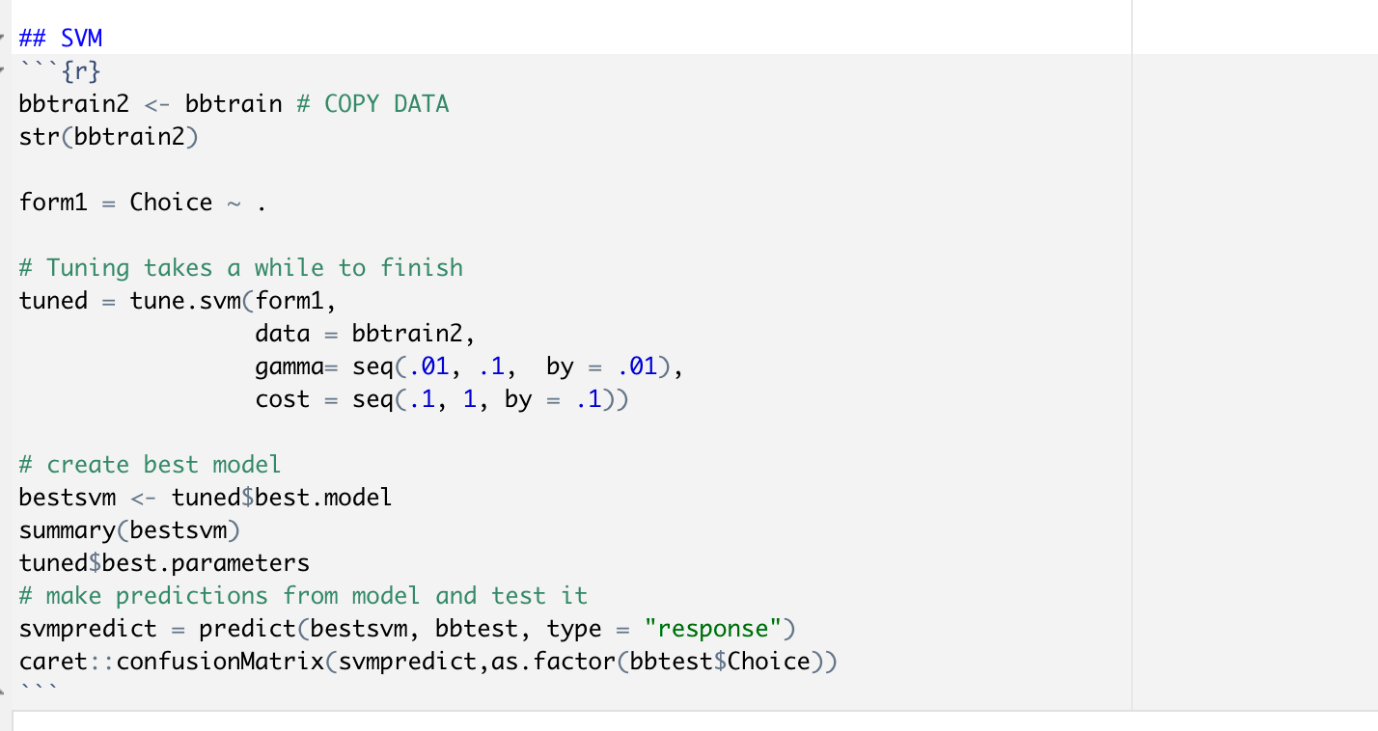 ## SVM
```{r}
bbtrain2 <- bbtrain # COPY DATA
str(bbtrain2)
form1 = Choice ~ .
# Tuning takes a while to finish
tuned = tune.svm(form1,
data = bbtrain2,
gamma= seq(.01, .1,  by = .01),
cost = seq(.1, 1, by = .1))
# create best model
bestsvm <- tuned$best.model
summary(bestsvm)
tuned$best.parameters
# make predictions from model and test it
svmpredict = predict(bestsvm, bbtest, type = "response")
caret::confusionMatrix(svmpredict,as.factor(bbtest$Choice))
```